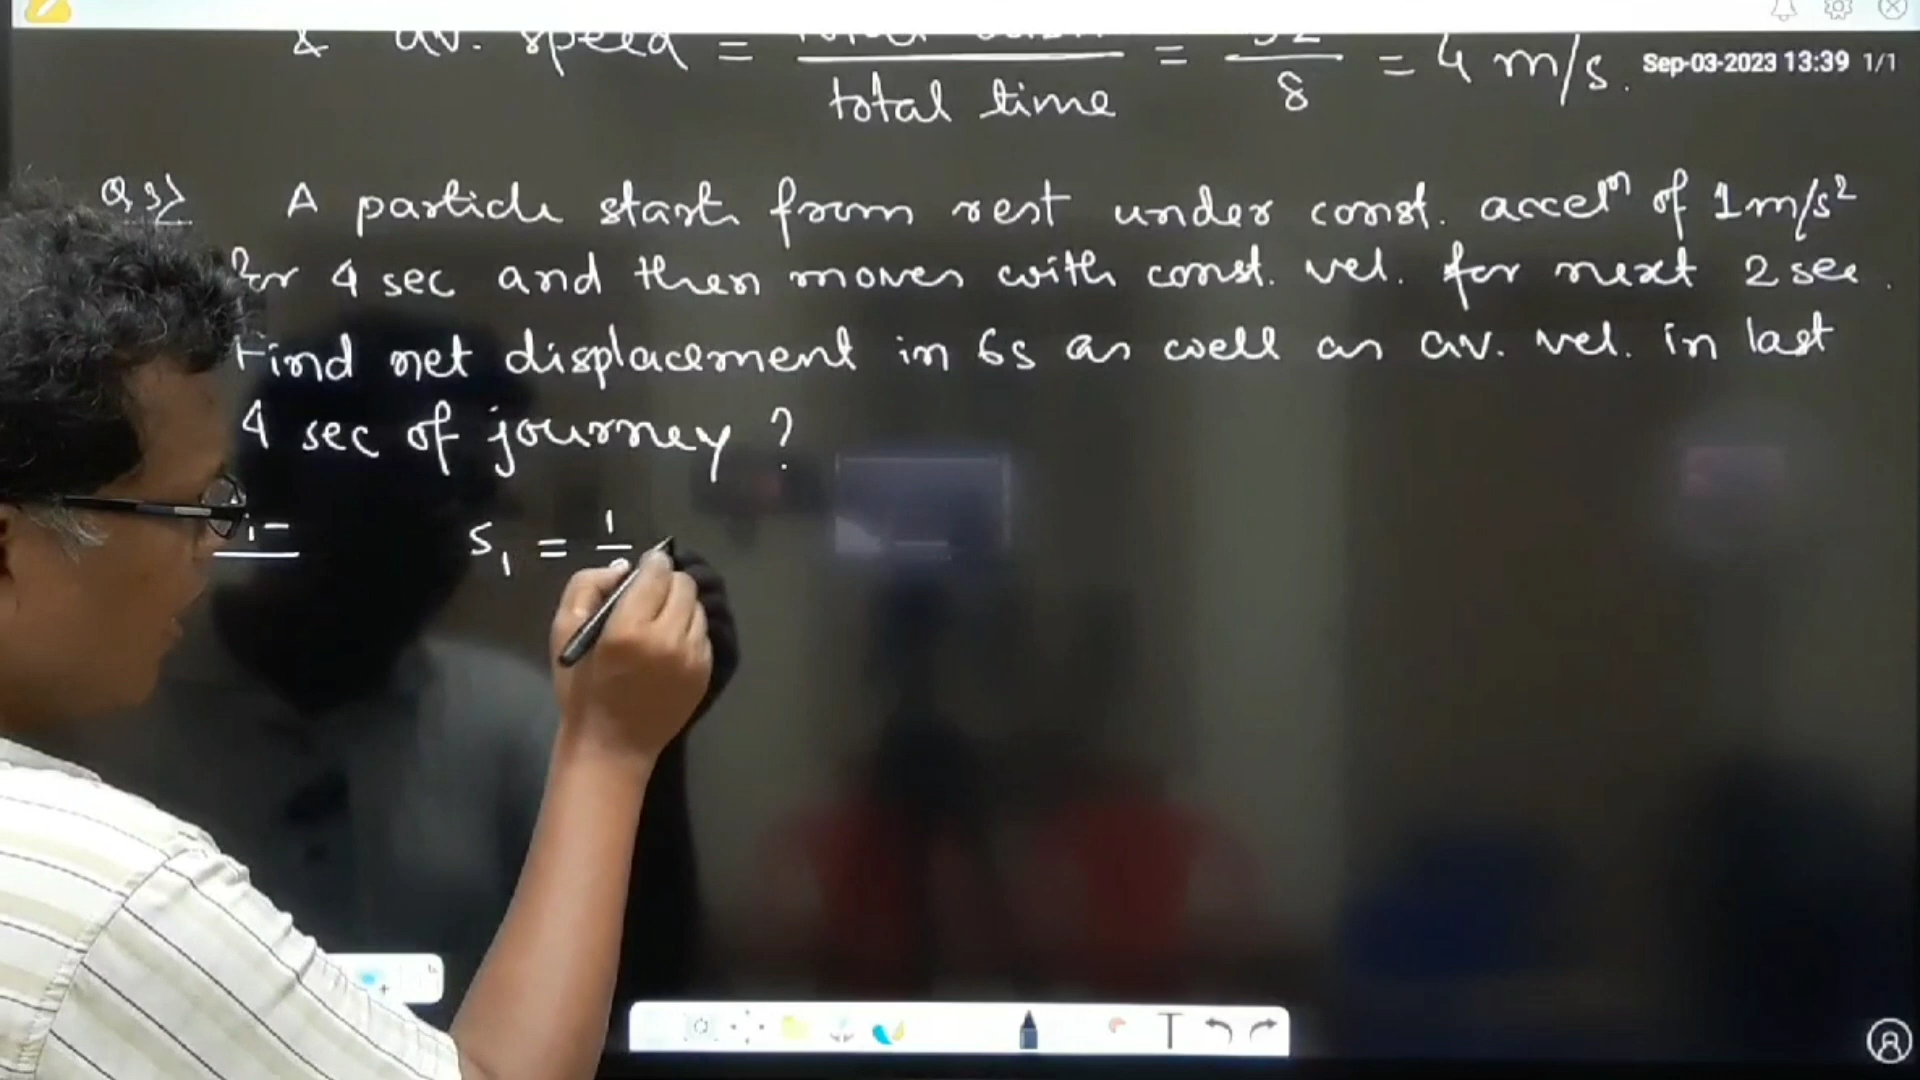 & av. speed = = = 4 m/s. Sep-03-2023 13:39 1/1
total time 8
Q.3> A particle start from rest under const. accelⁿ of 1m/s²
for 4 sec and then moves with const. vel. for next 2 sec.
Find net displacement in 6s as well as av. vel. in last
4 sec of journey?
S₁ = 1
T